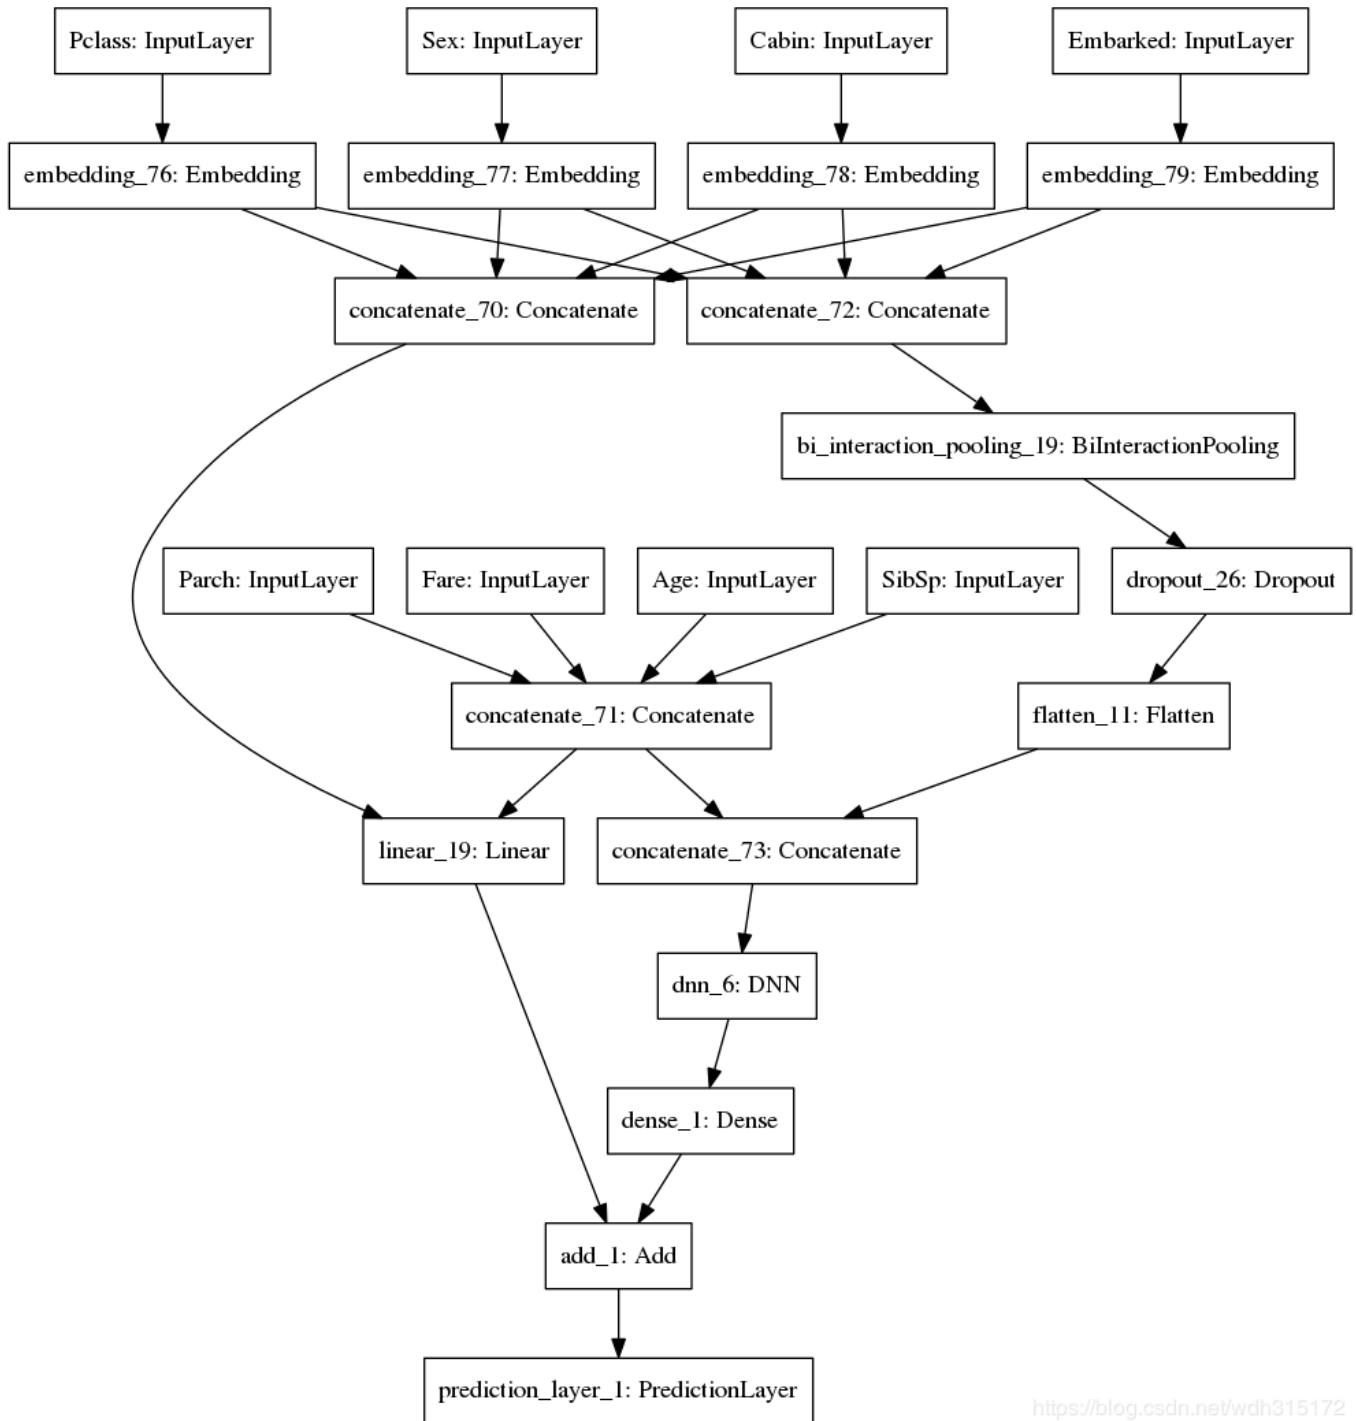 Pclass: InputLayer
Sex: InputLayer
Cabin: InputLayer
Embarked: InputLayer
embedding_76: Embedding
embedding_77: Embedding
embedding_78: Embedding
embedding_79: Embedding
concatenate_70: Concatenate
concatenate_72: Concatenate
bi_interaction_pooling_19: BiInteractionPooling
Parch: InputLayer
Fare: InputLayer
Age: InputLayer
SibSp: InputLayer
dropout_26: Dropout
concatenate_71: Concatenate
flatten_11: Flatten
linear_19: Linear
concatenate_73: Concatenate
dnn_6: DNN
dense_1: Dense
add_1: Add
prediction_layer_1: PredictionLayer
https://blog.csdn.net/wdh315172